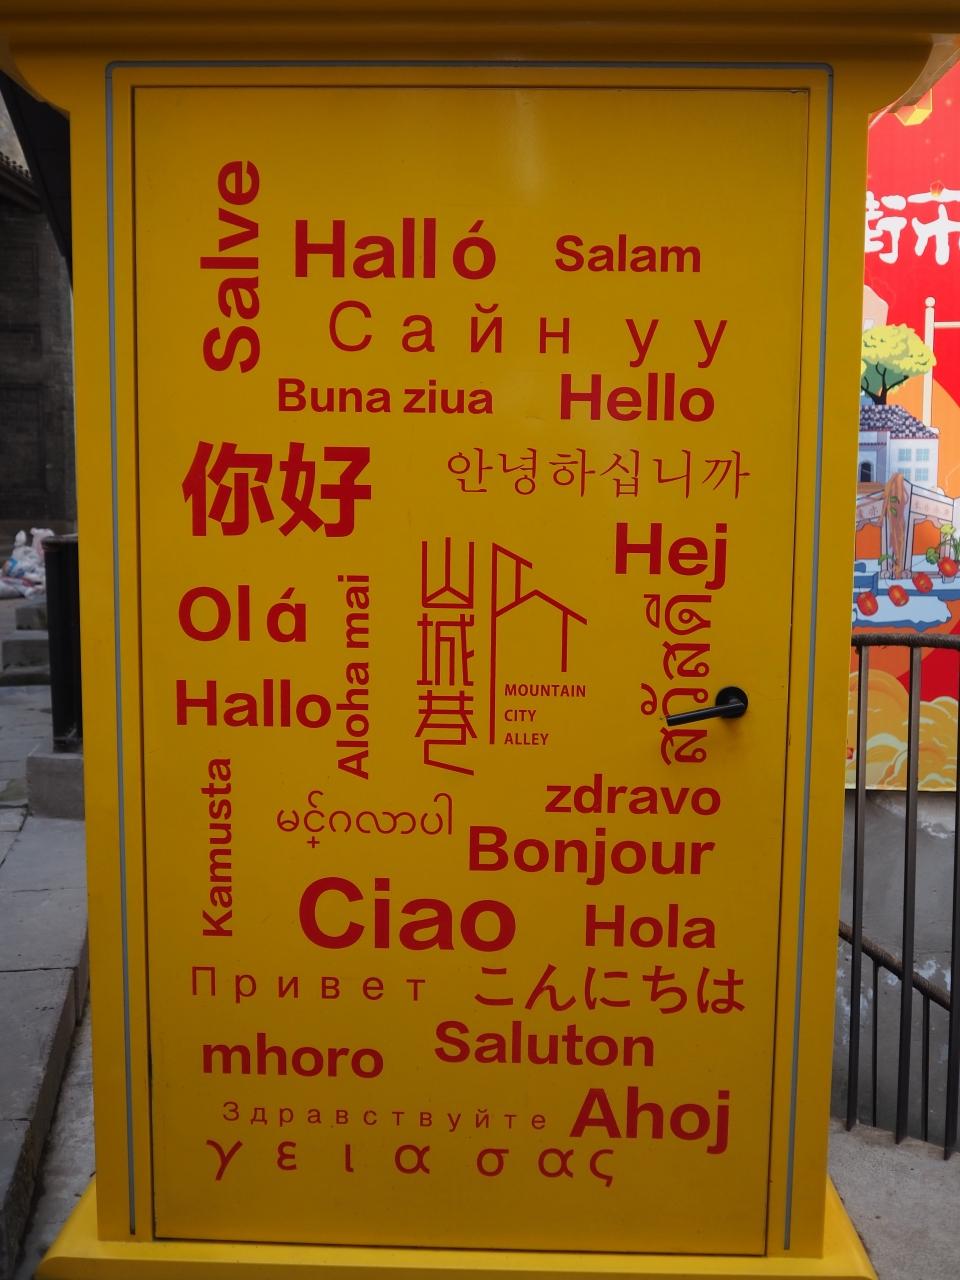 Salve
Halló
Salam
Сайн уу
Buna ziua
Hello
你好
안녕하십니까
Hej
Olá
Aloha mai
山城巷
MOUNTAIN
CITY
ALLEY
สวัสดี
Hallo
Kamusta
မင်္ဂလာပါ
zdravo
Bonjour
Ciao
Hola
Привет
こんにちは
mhoro
Saluton
Здравствуйте
Ahoj
γεια σας